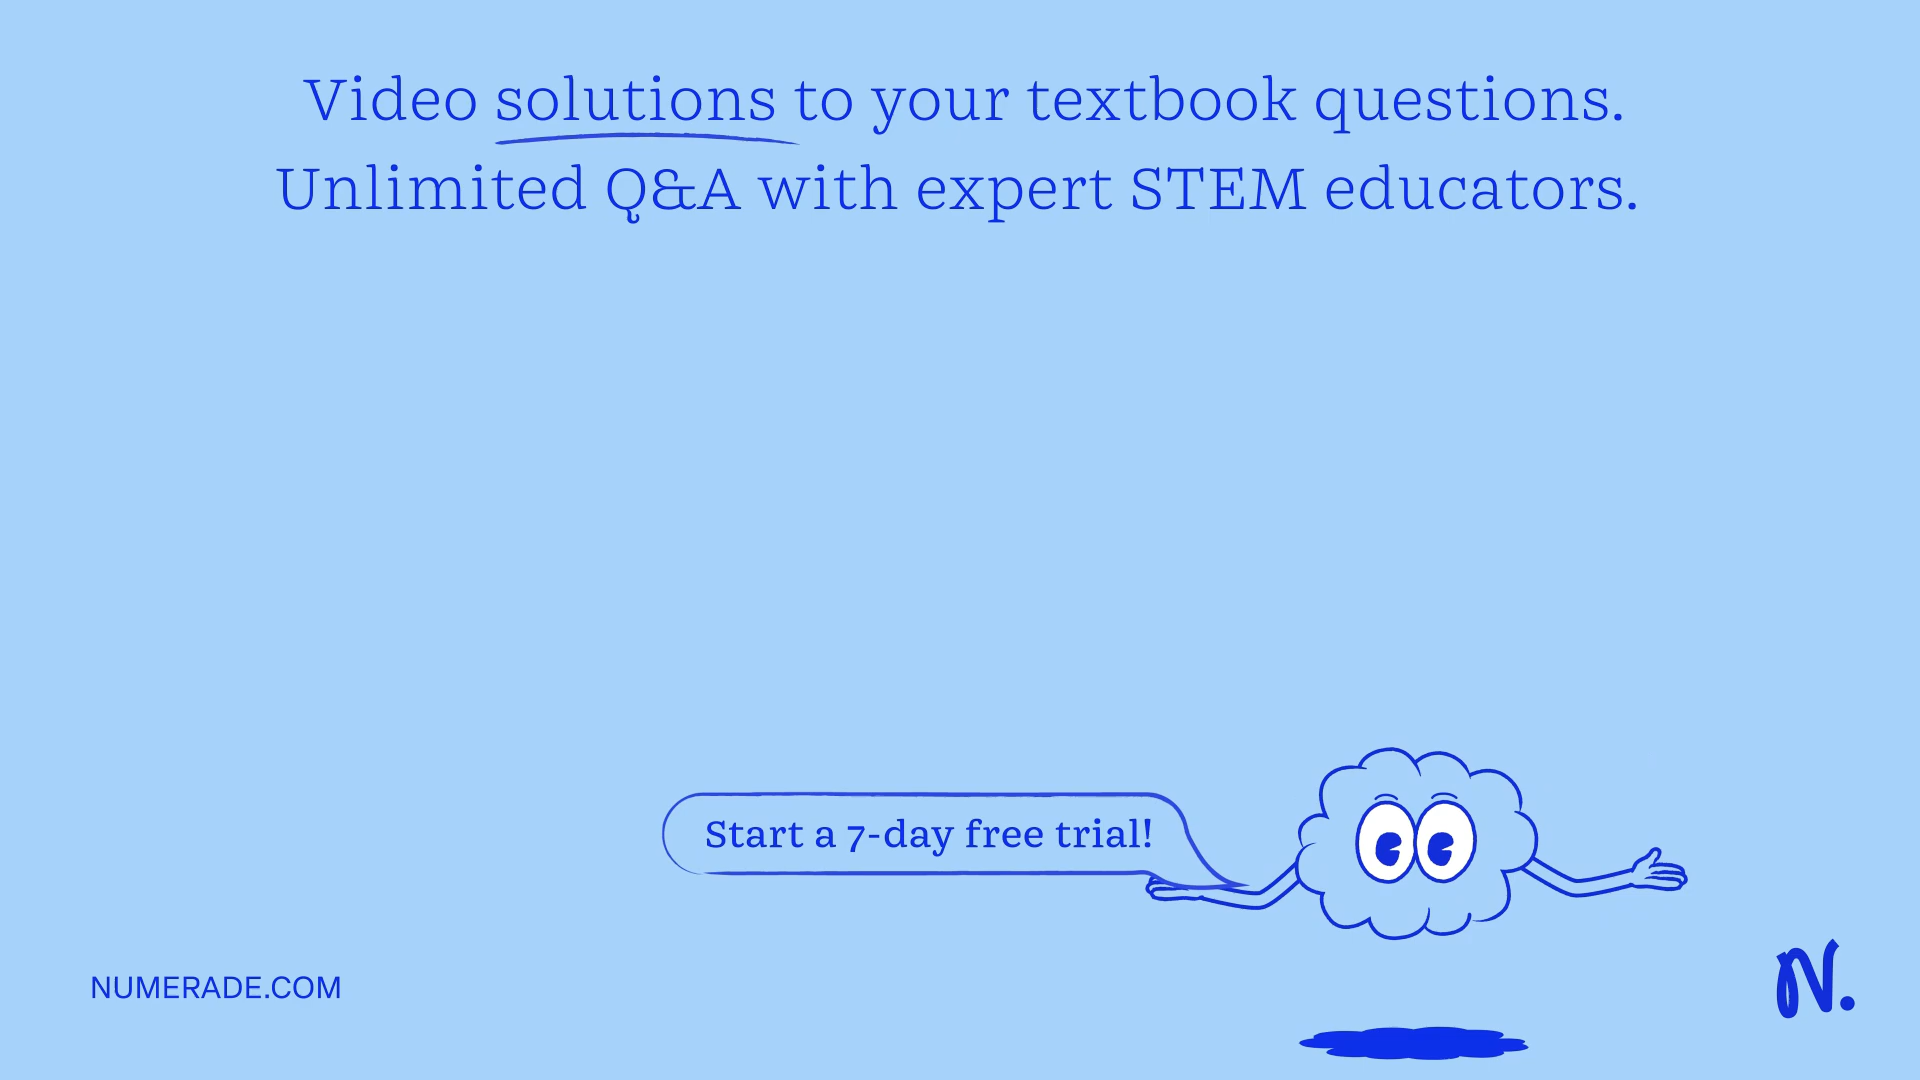 Video solutions to your textbook questions.
Unlimited Q&A with expert STEM educators.
Start a 7-day free trial!
NUMERADE.COM
N.